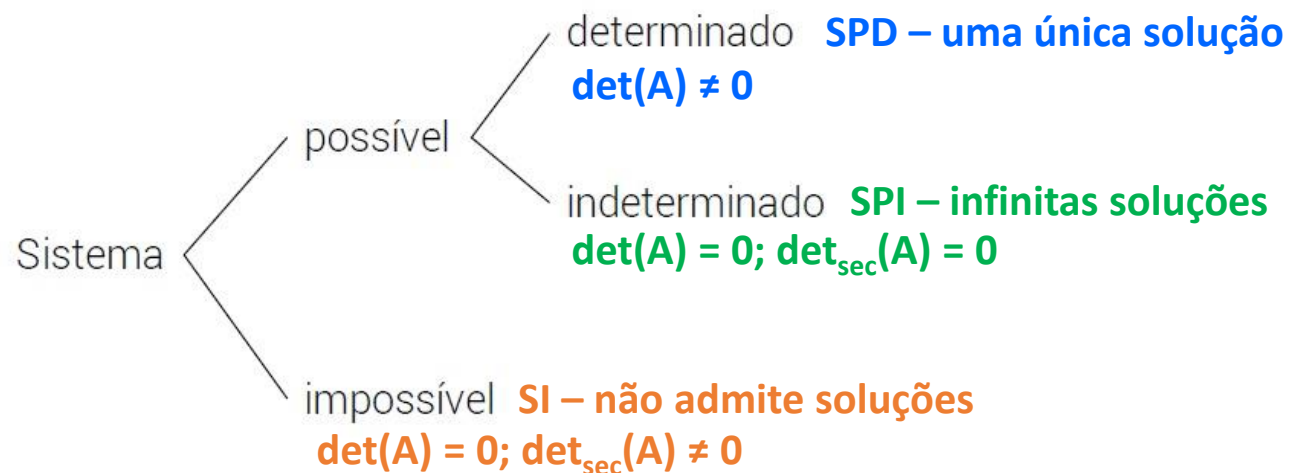 determinado SPD – uma única solução
det(A) ≠ 0
possível
indeterminado SPI – infinitas soluções
det(A) = 0; detsec(A) = 0
Sistema
impossível SI – não admite soluções
det(A) = 0; detsec(A) ≠ 0